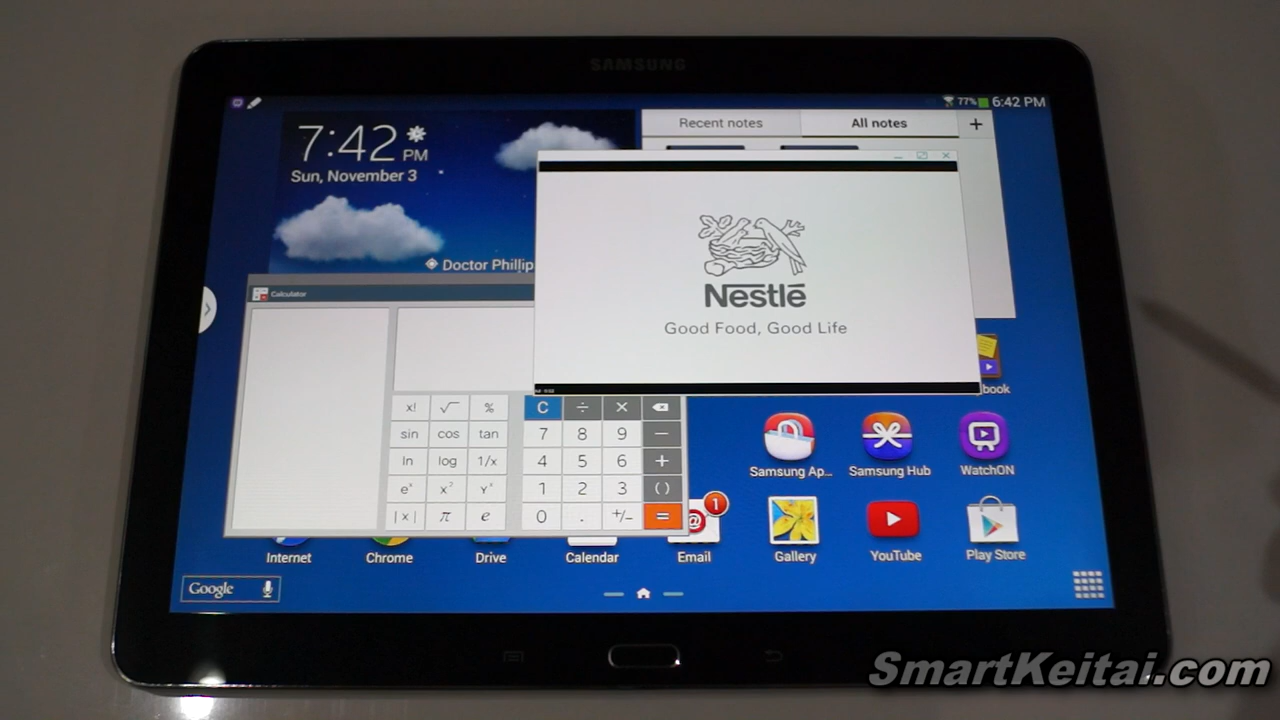 SAMSUNG
77% 6:42 PM
7:42 PM
Sun, November 3
Doctor Phillip
Recent notes
All notes
+
Nestlé
Good Food, Good Life
Calculator
x! √ % C ÷ ×
sin cos tan 7 8 9 −
ln log 1/x 4 5 6 +
eˣ x² Yˣ 1 2 3 ( )
|x| π e 0 . +/− =
book
Samsung Ap...
Samsung Hub
WatchON
@
1
Internet
Chrome
Drive
Calendar
Email
Gallery
YouTube
Play Store
Google
SmartKeitai.com